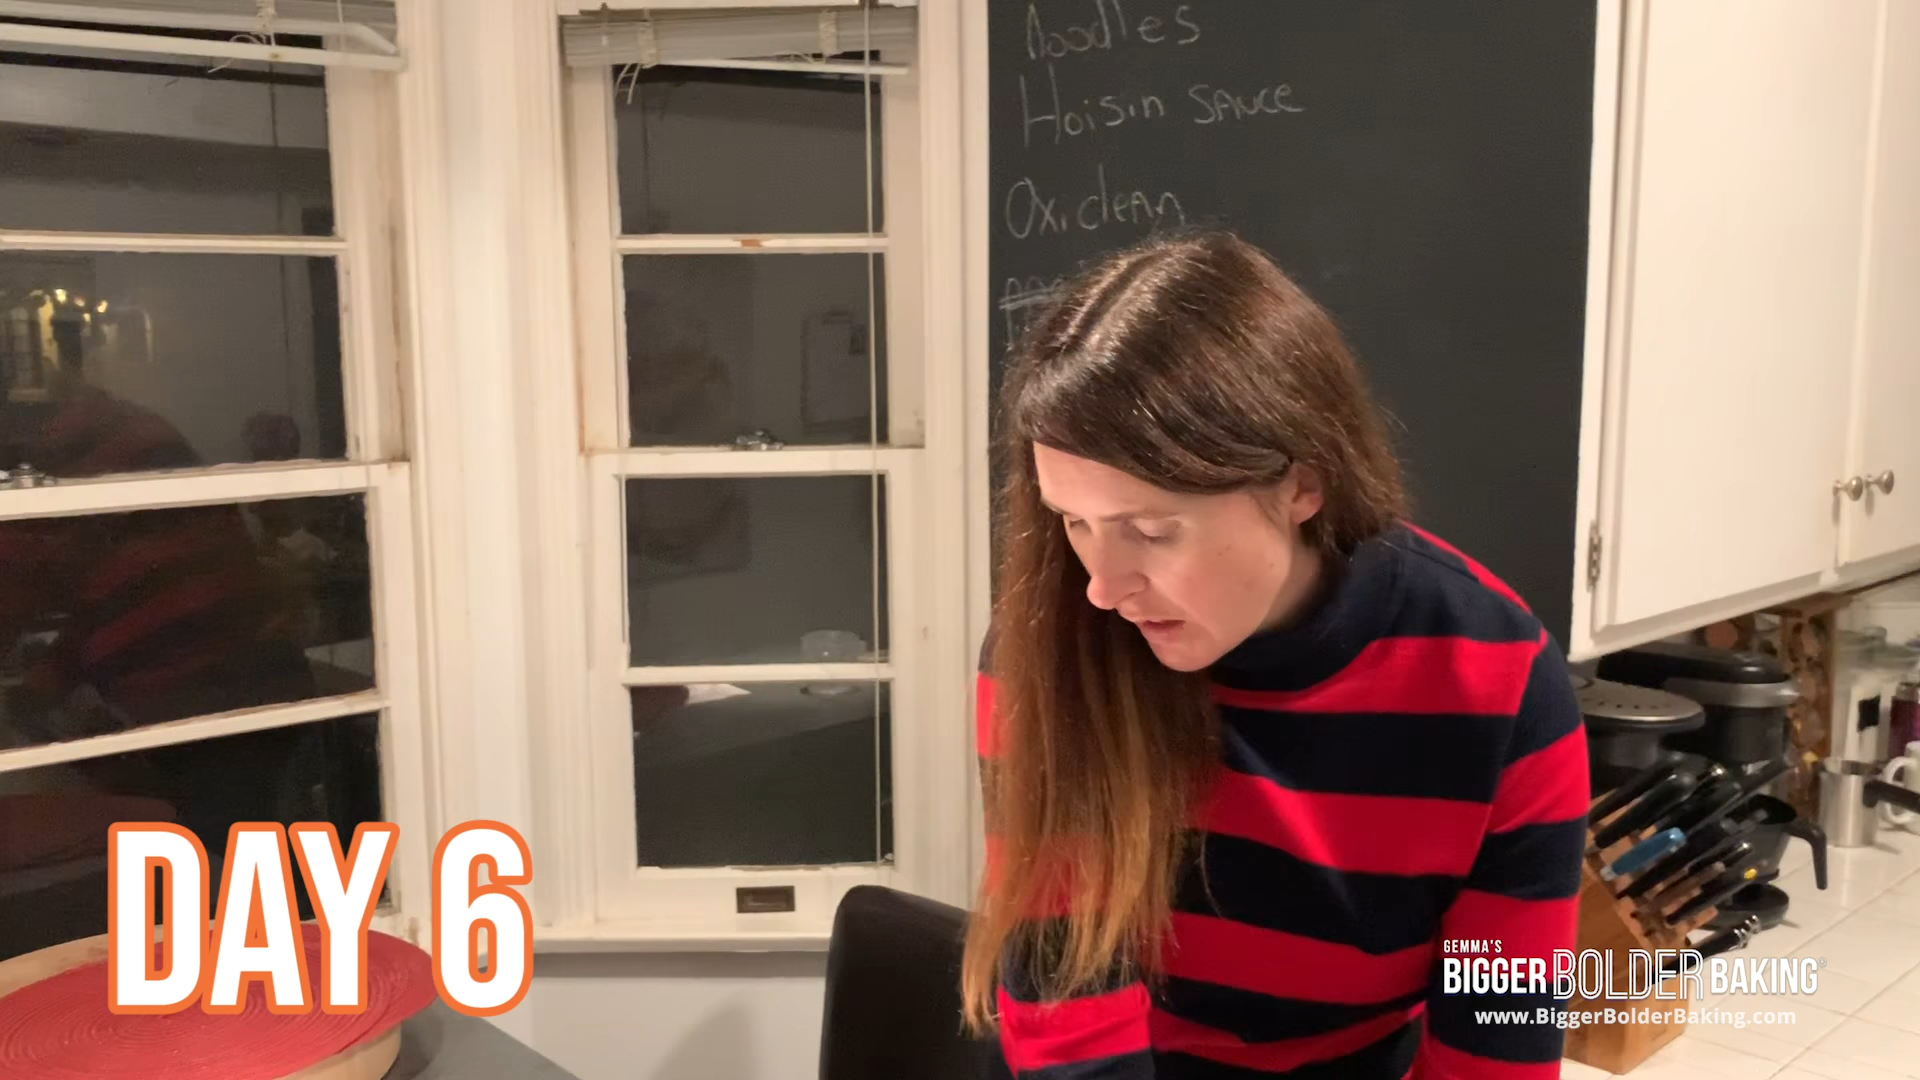 Noodles
Hoisin Sauce
Oxiclean
DAY 6
GEMMA'S
BIGGER BOLDER BAKING
www.BiggerBolderBaking.com